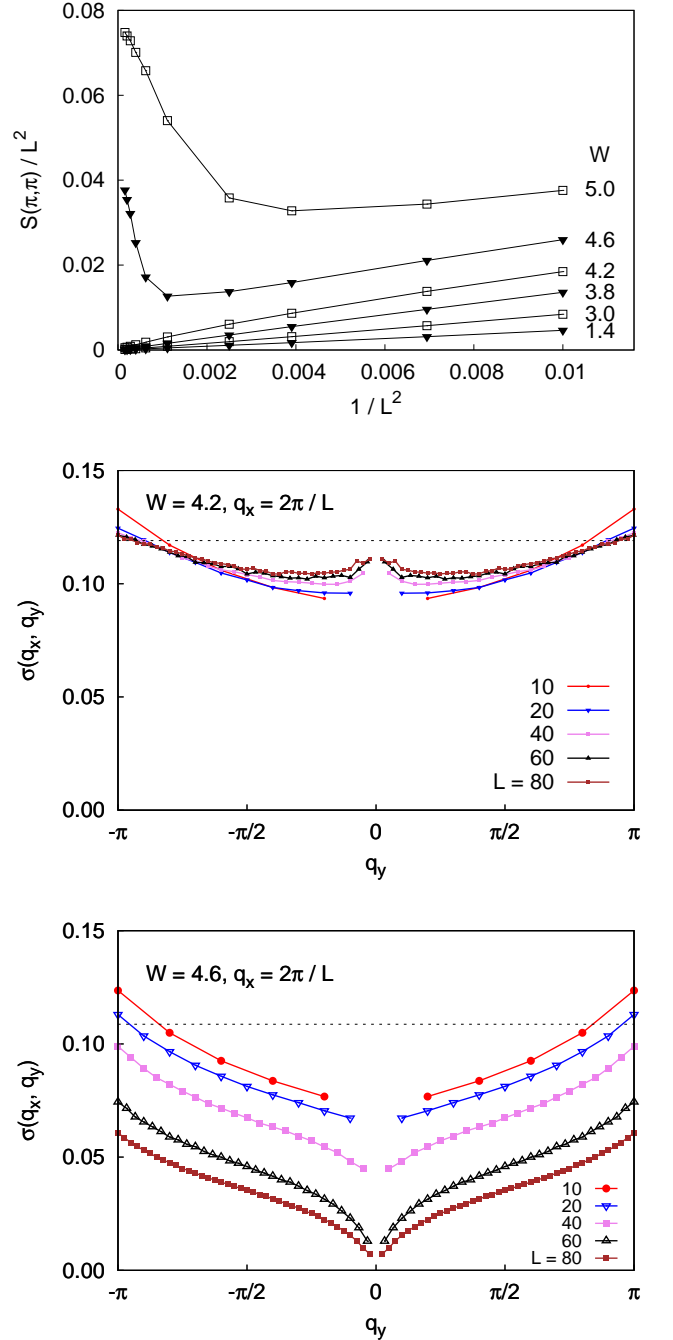 0.08
0.06
0.04
0.02
0
S(π,π) / L²
W
5.0
4.6
4.2
3.8
3.0
1.4
0 0.002 0.004 0.006 0.008 0.01
1 / L²
0.15
0.10
0.05
0.00
σ(qₓ, q_y)
W = 4.2, qₓ = 2π / L
10
20
40
60
L = 80
-π -π/2 0 π/2 π
q_y
0.15
0.10
0.05
0.00
σ(qₓ, q_y)
W = 4.6, qₓ = 2π / L
10
20
40
60
L = 80
-π -π/2 0 π/2 π
q_y